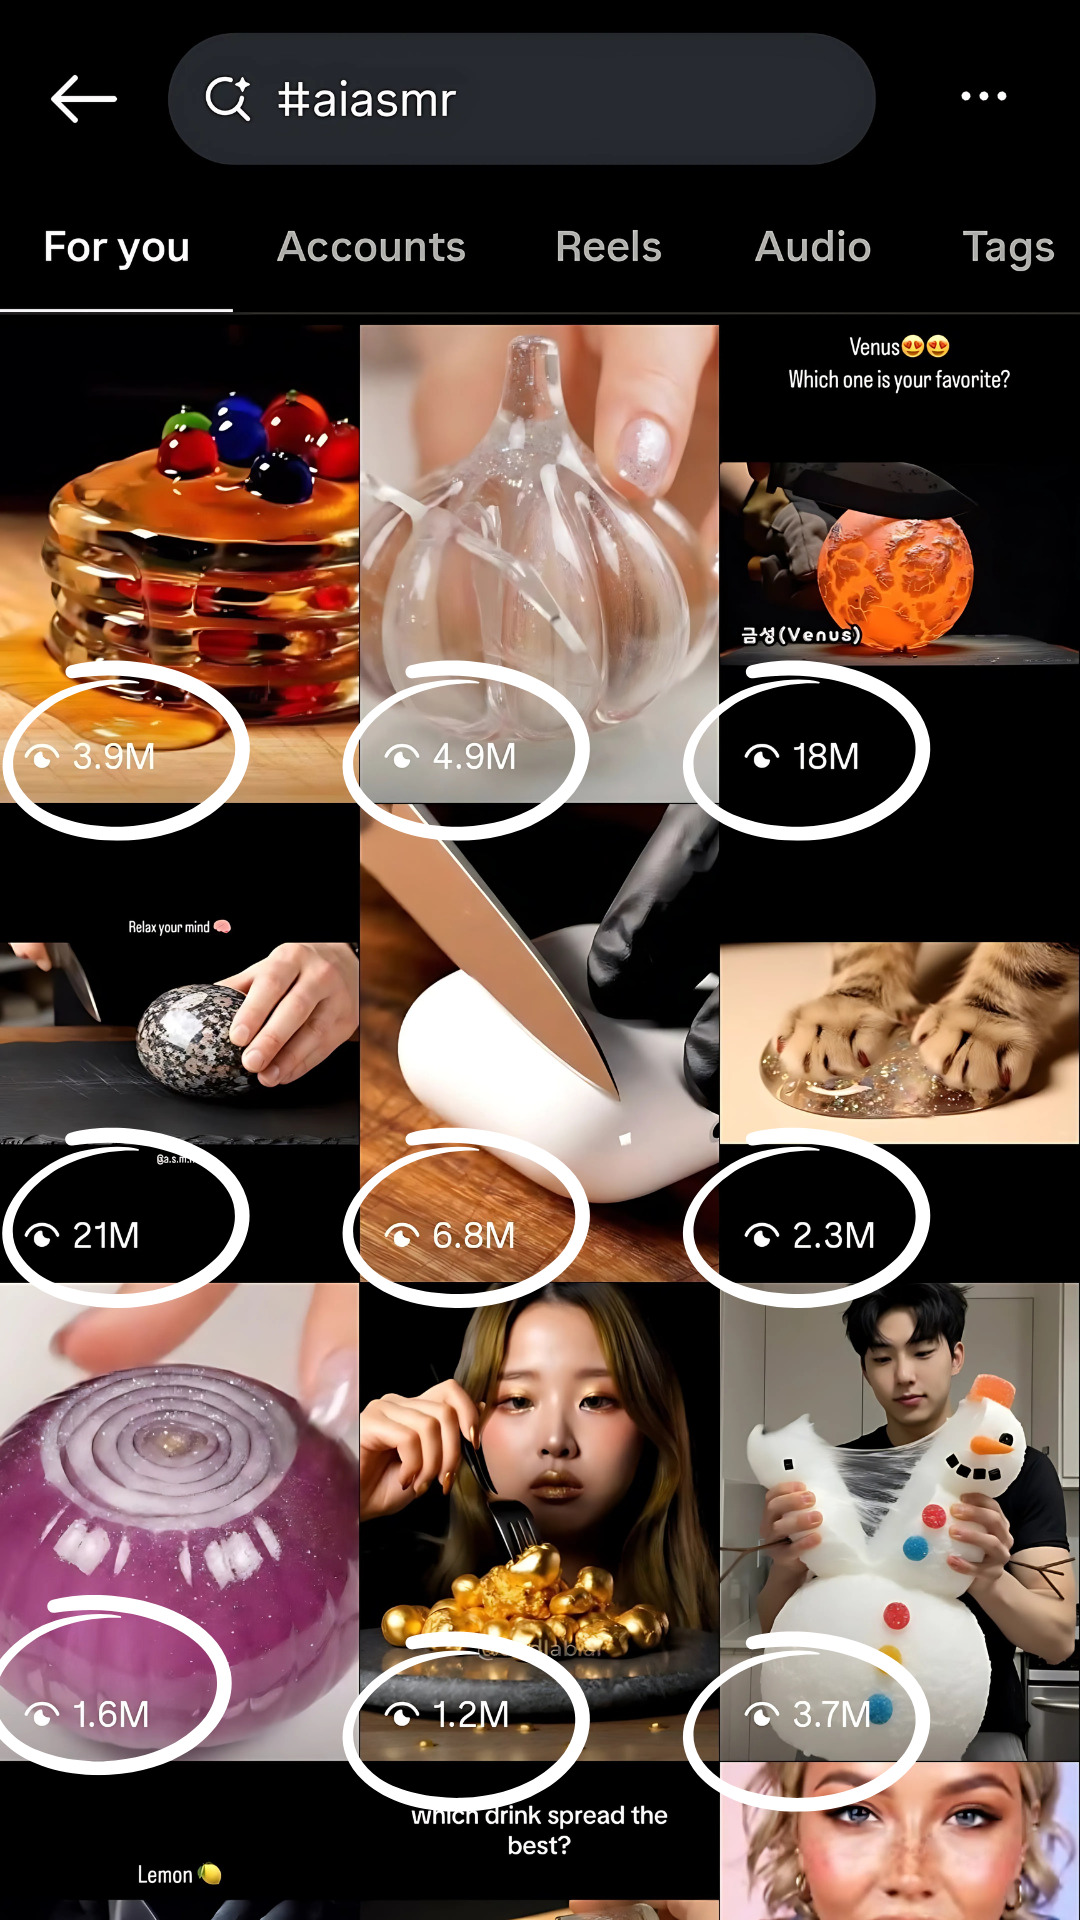 #aiasmr
For you Accounts Reels Audio Tags
Venus😍😍
Which one is your favorite?
금성(Venus)
3.9M 4.9M 18M
Relax your mind 🧠
21M 6.8M 2.3M
1.6M 1.2M 3.7M
which drink spread the
best?
Lemon 🍋